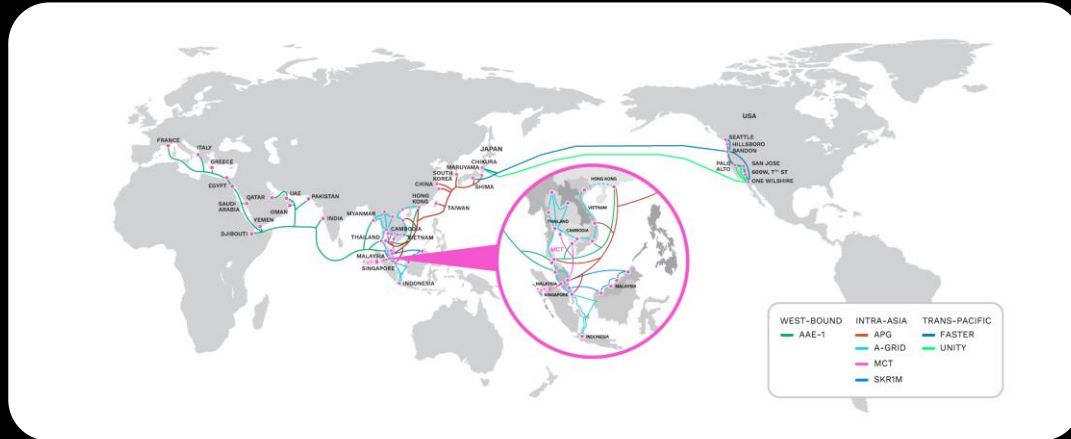 USA
SEATTLE
HILLSBORO
BANDON
PALO
ALTO
SAN JOSE
600W, 7TH ST
ONE WILSHIRE
FRANCE
ITALY
GREECE
EGYPT
SAUDI
ARABIA
QATAR
UAE
OMAN
PAKISTAN
YEMEN
DJIBOUTI
INDIA
JAPAN
CHIKURA
MARUYAMA
SHIMA
SOUTH
KOREA
CHINA
TAIWAN
HONG
KONG
MYANMAR
CAMBODIA
THAILAND
VIETNAM
MALAYSIA
SINGAPORE
INDONESIA
HONG KONG
VIETNAM
THAILAND
CAMBODIA
MCT
MALAYSIA
SINGAPORE
MALAYSIA
INDONESIA
WEST-BOUND
AAE-1
INTRA-ASIA
APG
A-GRID
MCT
SKR1M
TRANS-PACIFIC
FASTER
UNITY